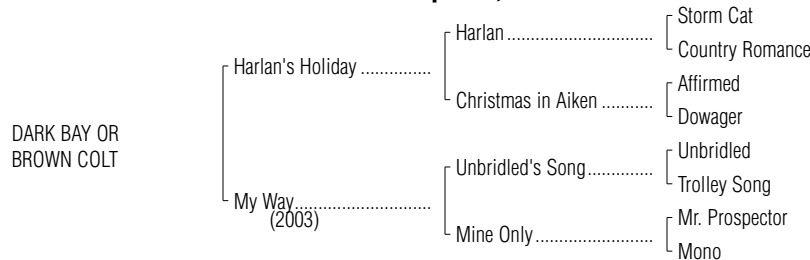 Storm Cat
Harlan
Country Romance
Harlan's Holiday
Affirmed
Christmas in Aiken
Dowager
DARK BAY OR
BROWN COLT
Unbridled
Unbridled's Song
Trolley Song
My Way
(2003)
Mr. Prospector
Mine Only
Mono